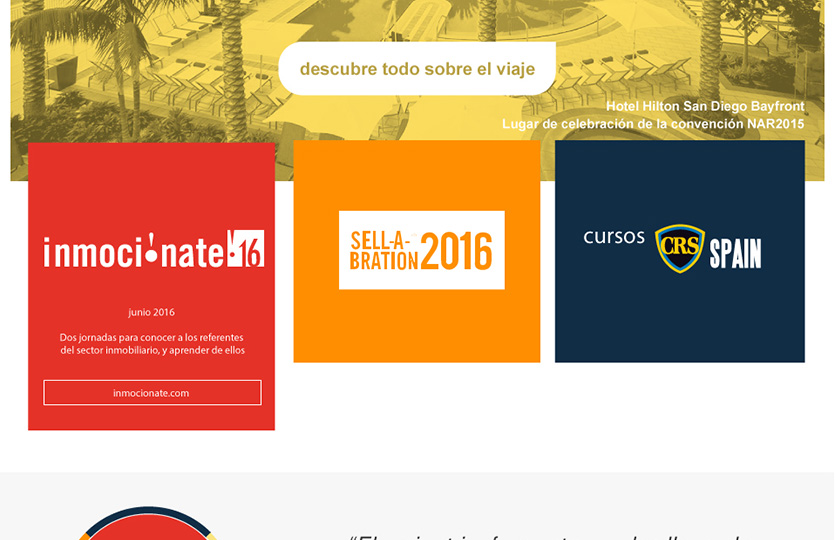 descubre todo sobre el viaje
Hotel Hilton San Diego Bayfront
Lugar de celebración de la convención NAR2015
inmoci!nate!16
junio 2016
Dos jornadas para conocer a los referentes
del sector inmobiliario, y aprender de ellos
inmocionate.com
SELL-A-
BRATION 2016
cursos CRS SPAIN